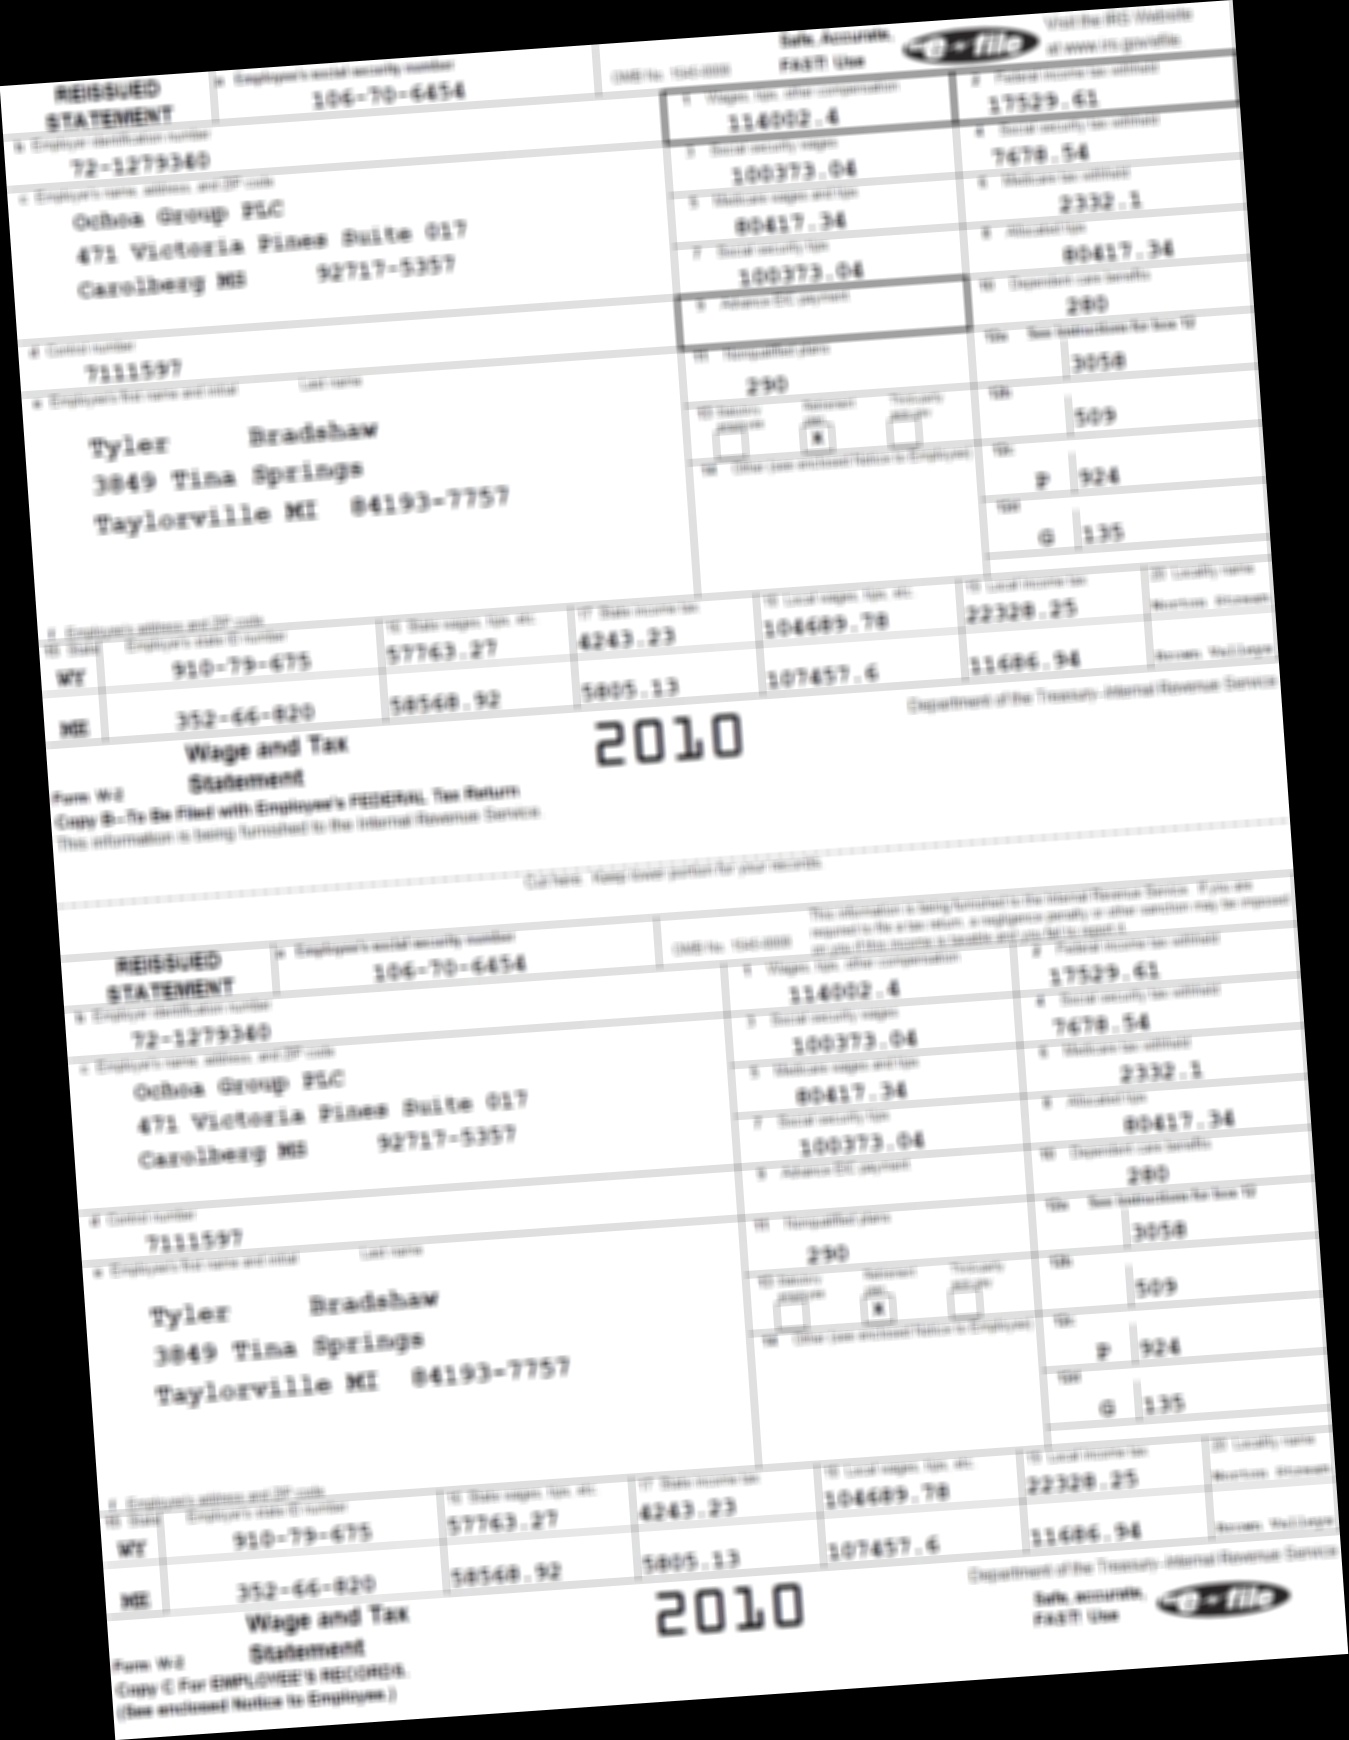 REISSUED
STATEMENT
a Employee's social security number
106-70-6454
OMB No. 1545-0008
Safe, Accurate,
FAST! Use
e-file
Visit the IRS Website
at www.irs.gov/efile.
b Employer identification number
72-1279340
1 Wages, tips, other compensation
114002.4
2 Federal income tax withheld
17529.61
c Employer's name, address, and ZIP code
Ochoa Group PLC
471 Victoria Pines Suite 017
Carolberg MS 92717-5357
3 Social security wages
100373.04
4 Social security tax withheld
7678.54
5 Medicare wages and tips
80417.34
6 Medicare tax withheld
2332.1
7 Social security tips
100373.04
8 Allocated tips
80417.34
d Control number
7111597
9 Advance EIC payment
10 Dependent care benefits
280
e Employee's first name and initial Last name
Tyler Bradshaw
3849 Tina Springs
Taylorville MI 84193-7757
11 Nonqualified plans
290
12a See instructions for box 12
3058
12b
509
13 Statutory employee
Retirement plan
X
Third-party sick pay
14 Other (see enclosed Notice to Employee)
12c
P 924
12d
G 135
f Employee's address and ZIP code
15 State Employer's state ID number
16 State wages, tips, etc.
17 State income tax
18 Local wages, tips, etc.
19 Local income tax
20 Locality name
WY 910-79-675 57763.27 4243.23 104689.78 22328.25
ME 352-66-820 58568.92 5805.13 107457.6 11686.94
Wage and Tax
Statement
2010
Department of the Treasury-Internal Revenue Service
Form W-2
Copy B-To Be Filed with Employee's FEDERAL Tax Return
This information is being furnished to the Internal Revenue Service.
Cut here. Keep lower portion for your records.
REISSUED
STATEMENT
a Employee's social security number
106-70-6454
OMB No. 1545-0008
This information is being furnished to the Internal Revenue Service. If you are
required to file a tax return, a negligence penalty or other sanction may be imposed
on you if this income is taxable and you fail to report it.
b Employer identification number
72-1279340
1 Wages, tips, other compensation
114002.4
2 Federal income tax withheld
17529.61
c Employer's name, address, and ZIP code
Ochoa Group PLC
471 Victoria Pines Suite 017
Carolberg MS 92717-5357
3 Social security wages
100373.04
4 Social security tax withheld
7678.54
5 Medicare wages and tips
80417.34
6 Medicare tax withheld
2332.1
7 Social security tips
100373.04
8 Allocated tips
80417.34
d Control number
7111597
9 Advance EIC payment
10 Dependent care benefits
280
e Employee's first name and initial Last name
Tyler Bradshaw
3849 Tina Springs
Taylorville MI 84193-7757
11 Nonqualified plans
290
12a See instructions for box 12
3058
12b
509
13 Statutory employee
Retirement plan
X
Third-party sick pay
14 Other (see enclosed Notice to Employee)
12c
P 924
12d
G 135
f Employee's address and ZIP code
15 State Employer's state ID number
16 State wages, tips, etc.
17 State income tax
18 Local wages, tips, etc.
19 Local income tax
20 Locality name
WY 910-79-675 57763.27 4243.23 104689.78 22328.25
ME 352-66-820 58568.92 5805.13 107457.6 11686.94
Wage and Tax
Statement
2010
Department of the Treasury-Internal Revenue Service
Safe, accurate,
FAST! Use
e-file
Form W-2
Copy C For EMPLOYEE'S RECORDS.
(See enclosed Notice to Employee.)